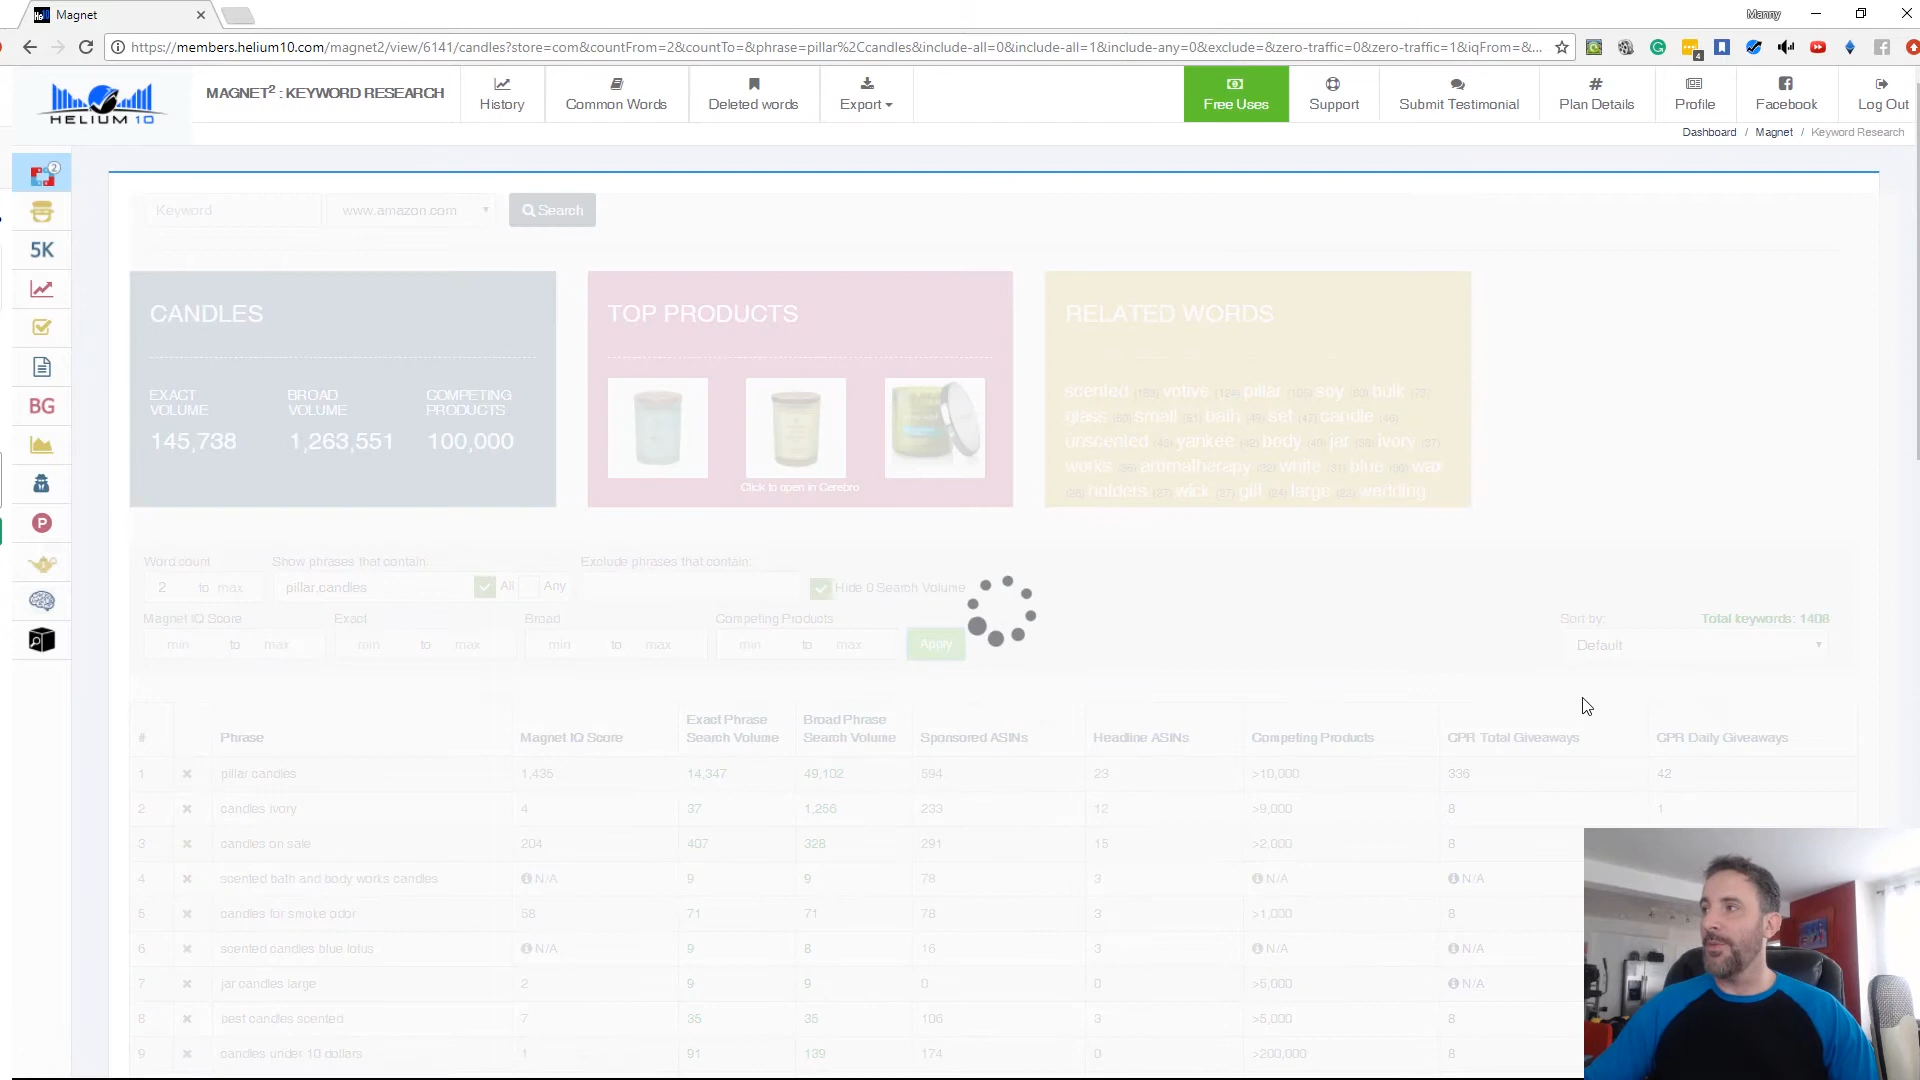 Magnet
Manny
https://members.helium10.com/magnet2/view/6141/candles?store=com&countFrom=2&countTo=&phrase=pillar%2Ccandles&include-all=0&include-all=1&include-any=0&exclude=&zero-traffic=0&zero-traffic=1&iqFrom=&...
HELIUM 10
MAGNET2 : KEYWORD RESEARCH
History
Common Words
Deleted words
Export
Free Uses
Support
Submit Testimonial
Plan Details
Profile
Facebook
Log Out
Dashboard / Magnet / Keyword Research
2
5K
BG
P
Keyword
www.amazon.com
Search
CANDLES
EXACT VOLUME
BROAD VOLUME
COMPETING PRODUCTS
145,738
1,263,551
100,000
TOP PRODUCTS
Click to open in Cerebro
RELATED WORDS
scented votive (124) pillar soy bulk
glass small bath set candle
unscented yankee body jar ivory
works aromatherapy white blue wax
holders wick gift large wedding
Word count
Show phrases that contain:
Exclude phrases that contain:
2 to max
pillar,candles
All
Any
Hide 0 Search Volume
Magnet IQ Score
Exact
Broad
Competing Products
min to max
min to max
min to max
min to max
Apply
Sort by:
Total keywords: 1408
Default
# Phrase Magnet IQ Score Exact Phrase Search Volume Broad Phrase Search Volume Sponsored ASINs Headline ASINs Competing Products CPR Total Giveaways CPR Daily Giveaways
1 pillar candles 1,435 14,347 49,102 594 23 >10,000 336 42
2 candles ivory 4 37 1,256 233 12 >9,000 8 1
3 candles on sale 204 407 328 291 15 >2,000 8
4 scented bath and body works candles N/A 9 9 78 3 N/A N/A
5 candles for smoke odor 58 71 71 78 3 >1,000 8
6 scented candles blue lotus N/A 9 8 16 3 N/A N/A
7 jar candles large 2 9 9 0 0 >5,000 N/A
8 best candles scented 7 35 35 106 3 >5,000 8
9 candles under 10 dollars 1 91 139 174 0 >200,000 8